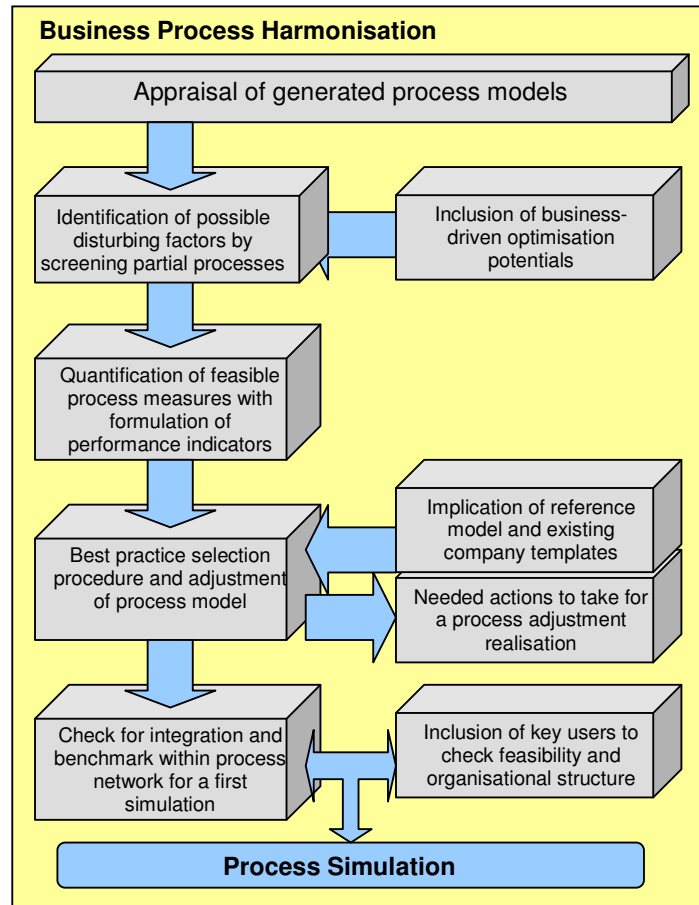 Business Process Harmonisation
Appraisal of generated process models
Identification of possible
disturbing factors by
screening partial processes
Inclusion of business-
driven optimisation
potentials
Quantification of feasible
process measures with
formulation of
performance indicators
Implication of reference
model and existing
company templates
Best practice selection
procedure and adjustment
of process model
Needed actions to take for
a process adjustment
realisation
Check for integration and
benchmark within process
network for a first
simulation
Inclusion of key users to
check feasibility and
organisational structure
Process Simulation